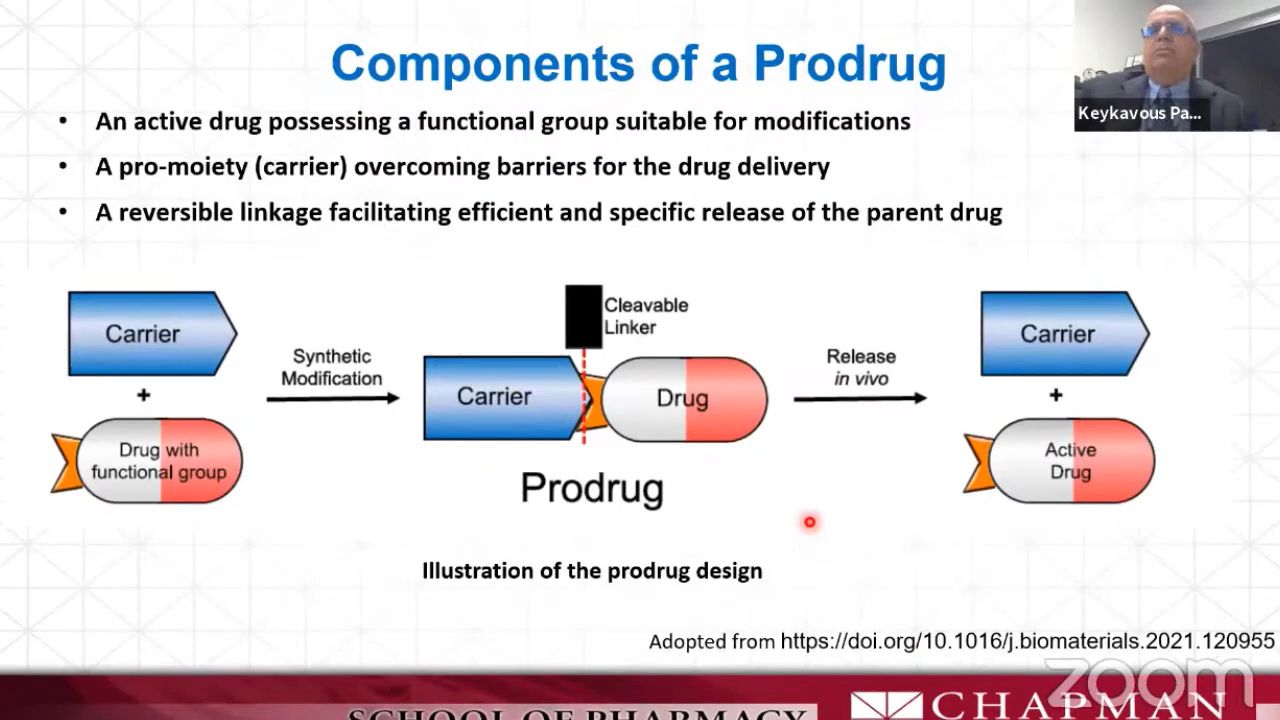 Components of a Prodrug
Keykavous Pa...
• An active drug possessing a functional group suitable for modifications
• A pro-moiety (carrier) overcoming barriers for the drug delivery
• A reversible linkage facilitating efficient and specific release of the parent drug
Carrier
+
Drug with
functional group
Synthetic
Modification
Cleavable
Linker
Carrier
Drug
Prodrug
Release
in vivo
Carrier
+
Active
Drug
Illustration of the prodrug design
Adopted from https://doi.org/10.1016/j.biomaterials.2021.120955
zoom
CHAPMAN
SCHOOL OF PHARMACY